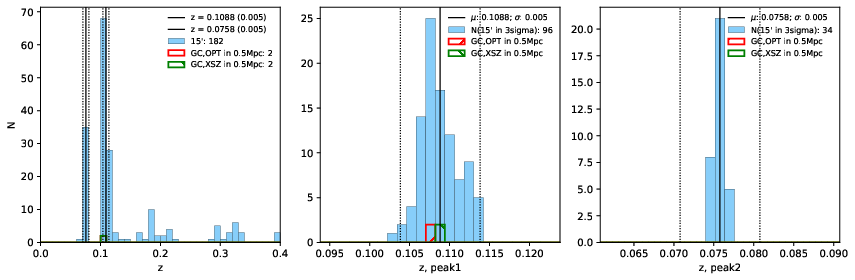 z = 0.1088 (0.005)
z = 0.0758 (0.005)
15': 182
GC,OPT in 0.5Mpc: 2
GC,XSZ in 0.5Mpc: 2
70
60
50
40
30
20
10
0
N
0.0 0.1 0.2 0.3 0.4
z
μ: 0.1088; σ: 0.005
N(15' in 3sigma): 96
GC,OPT in 0.5Mpc
GC,XSZ in 0.5Mpc
25
20
15
10
5
0
0.095 0.100 0.105 0.110 0.115 0.120
z, peak1
μ: 0.0758; σ: 0.005
N(15' in 3sigma): 34
GC,OPT in 0.5Mpc
GC,XSZ in 0.5Mpc
20.0
17.5
15.0
12.5
10.0
7.5
5.0
2.5
0.0
0.065 0.070 0.075 0.080 0.085 0.090
z, peak2